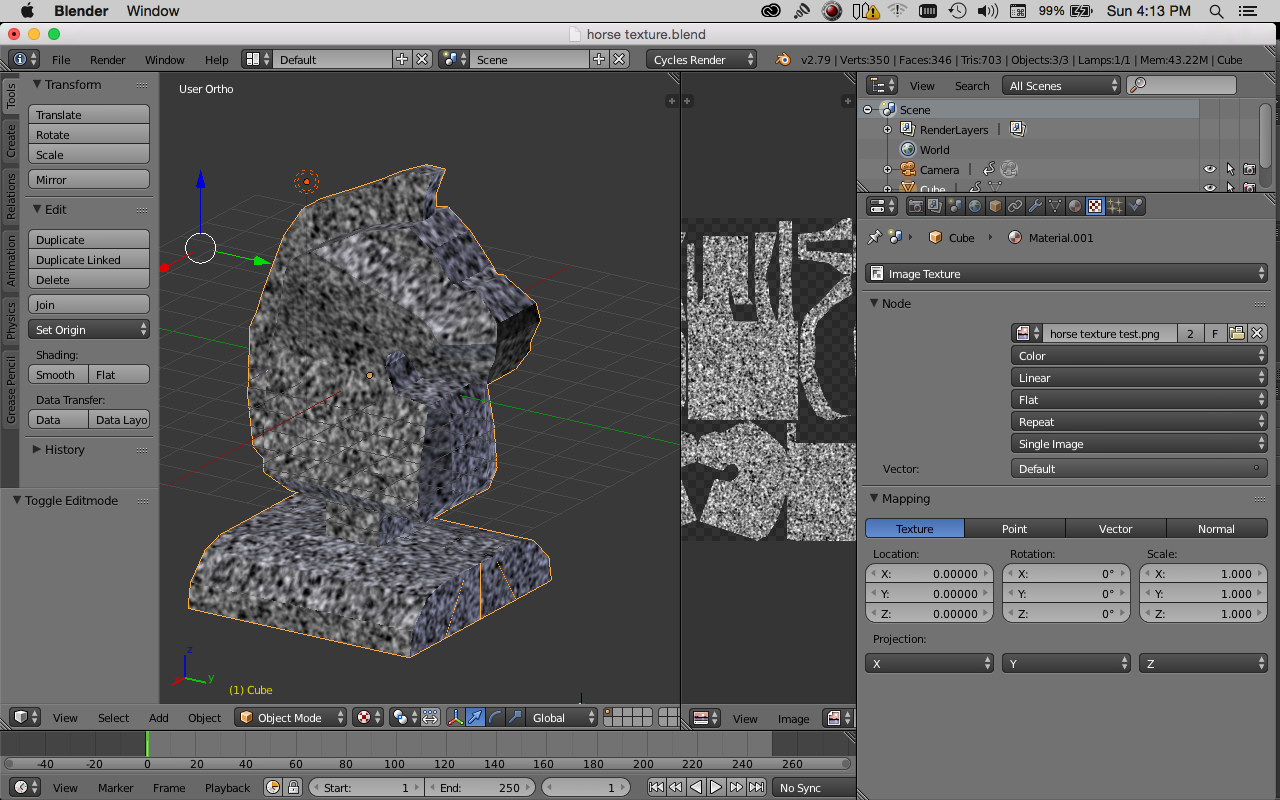 Blender Window 99% Sun 4:13 PM
horse texture.blend
File Render Window Help Default Scene Cycles Render v2.79 | Verts:350 | Faces:346 | Tris:703 | Objects:3/3 | Lamps:1/1 | Mem:43.22M | Cube
Tools
Create
Relations
Animation
Physics
Grease Pencil
Transform
Translate
Rotate
Scale
Mirror
Edit
Duplicate
Duplicate Linked
Delete
Join
Set Origin
Shading:
Smooth Flat
Data Transfer:
Data Data Layo
History
Toggle Editmode
User Ortho
z
y
(1) Cube
View Select Add Object Object Mode Global
View Image
View Search All Scenes
Scene
RenderLayers
World
Camera
Cube
Cube Material.001
Image Texture
Node
horse texture test.png 2 F
Color
Linear
Flat
Repeat
Single Image
Vector: Default
Mapping
Texture Point Vector Normal
Location: Rotation: Scale:
X: 0.00000 X: 0° X: 1.000
Y: 0.00000 Y: 0° Y: 1.000
Z: 0.00000 Z: 0° Z: 1.000
Projection:
X Y Z
-40 -20 0 20 40 60 80 100 120 140 160 180 200 220 240 260
View Marker Frame Playback Start: 1 End: 250 1 No Sync